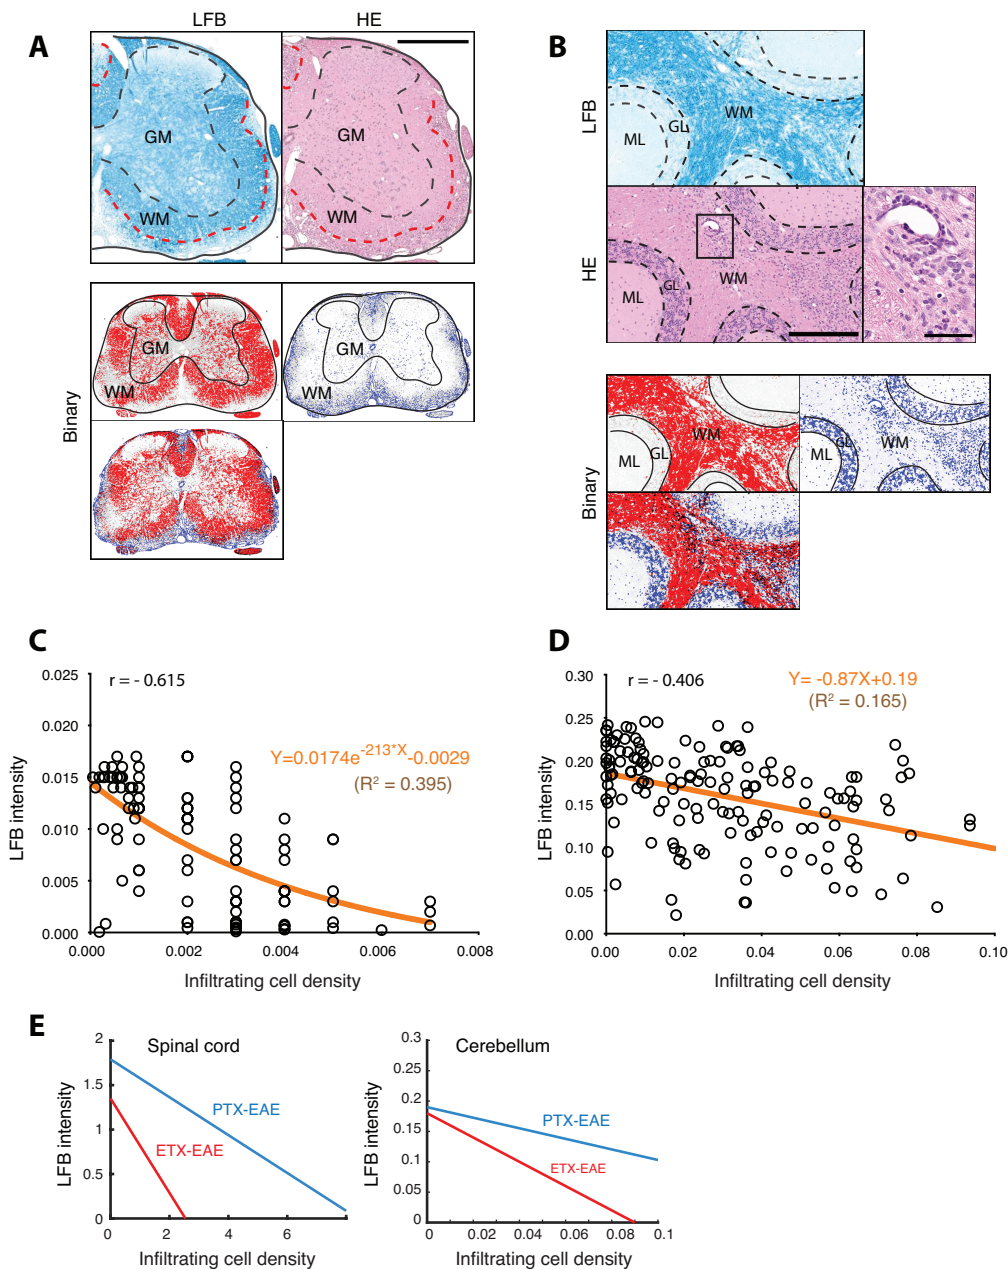 A
LFB
HE
GM
WM
GM
WM
Binary
GM
WM
GM
WM
B
LFB
WM
GL
ML
HE
WM
GL
ML
Binary
WM
GL
ML
WM
GL
ML
C
r = - 0.615
Y=0.0174e^-213*X-0.0029
(R² = 0.395)
LFB intensity
0.025
0.020
0.015
0.010
0.005
0.000
0.000 0.002 0.004 0.006 0.008
Infiltrating cell density
D
r = - 0.406
Y= -0.87X+0.19
(R² = 0.165)
LFB intensity
0.30
0.25
0.20
0.15
0.10
0.05
0.00
0.00 0.02 0.04 0.06 0.08 0.10
Infiltrating cell density
E
Spinal cord
PTX-EAE
ETX-EAE
LFB intensity
2
1.5
1
0.5
0
0 2 4 6
Infiltrating cell density
Cerebellum
PTX-EAE
ETX-EAE
LFB intensity
0.3
0.25
0.2
0.15
0.1
0.05
0
0 0.02 0.04 0.06 0.08 0.1
Infiltrating cell density